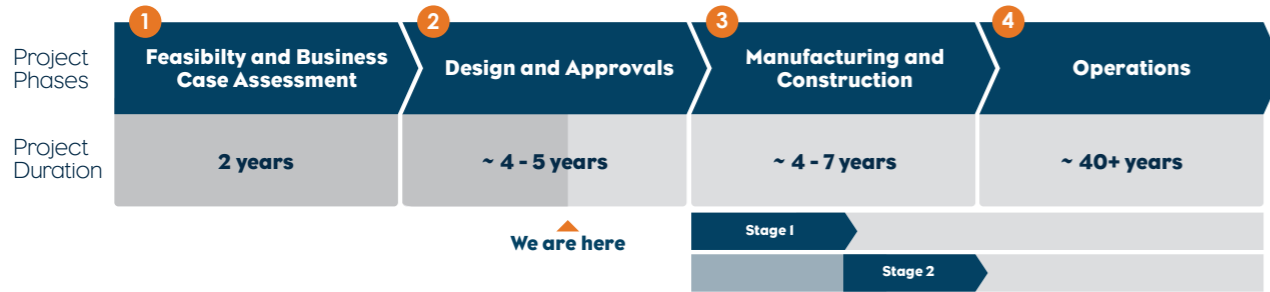 Project
Phases
1
Feasibilty and Business
Case Assessment
2
Design and Approvals
3
Manufacturing and
Construction
4
Operations
Project
Duration
2 years
~ 4 - 5 years
~ 4 - 7 years
~ 40+ years
We are here
Stage 1
Stage 2